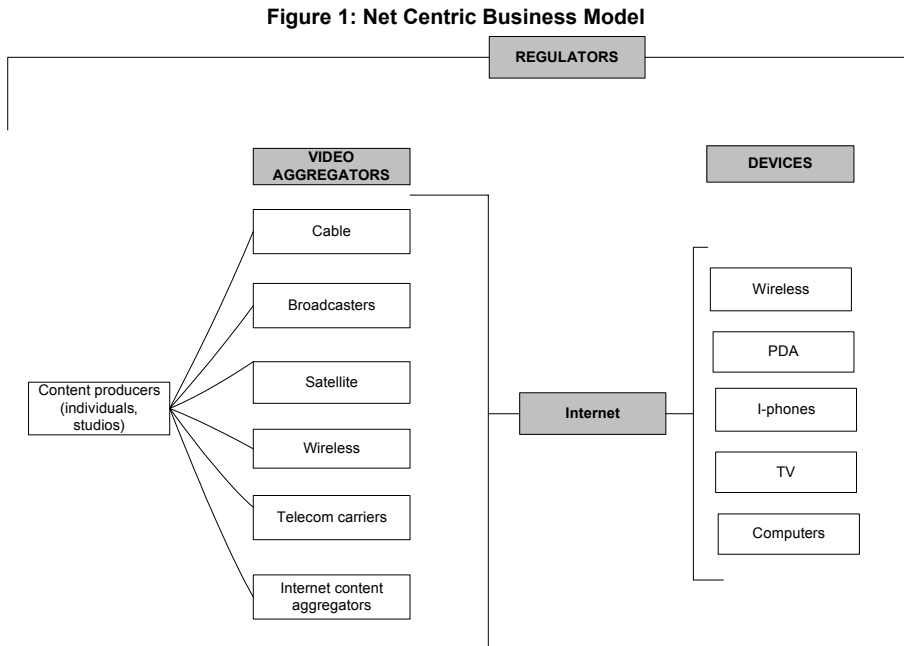 Figure 1: Net Centric Business Model
REGULATORS
VIDEO
AGGREGATORS
DEVICES
Cable
Broadcasters
Satellite
Wireless
Telecom carriers
Internet content
aggregators
Content producers
(individuals,
studios)
Internet
Wireless
PDA
I-phones
TV
Computers